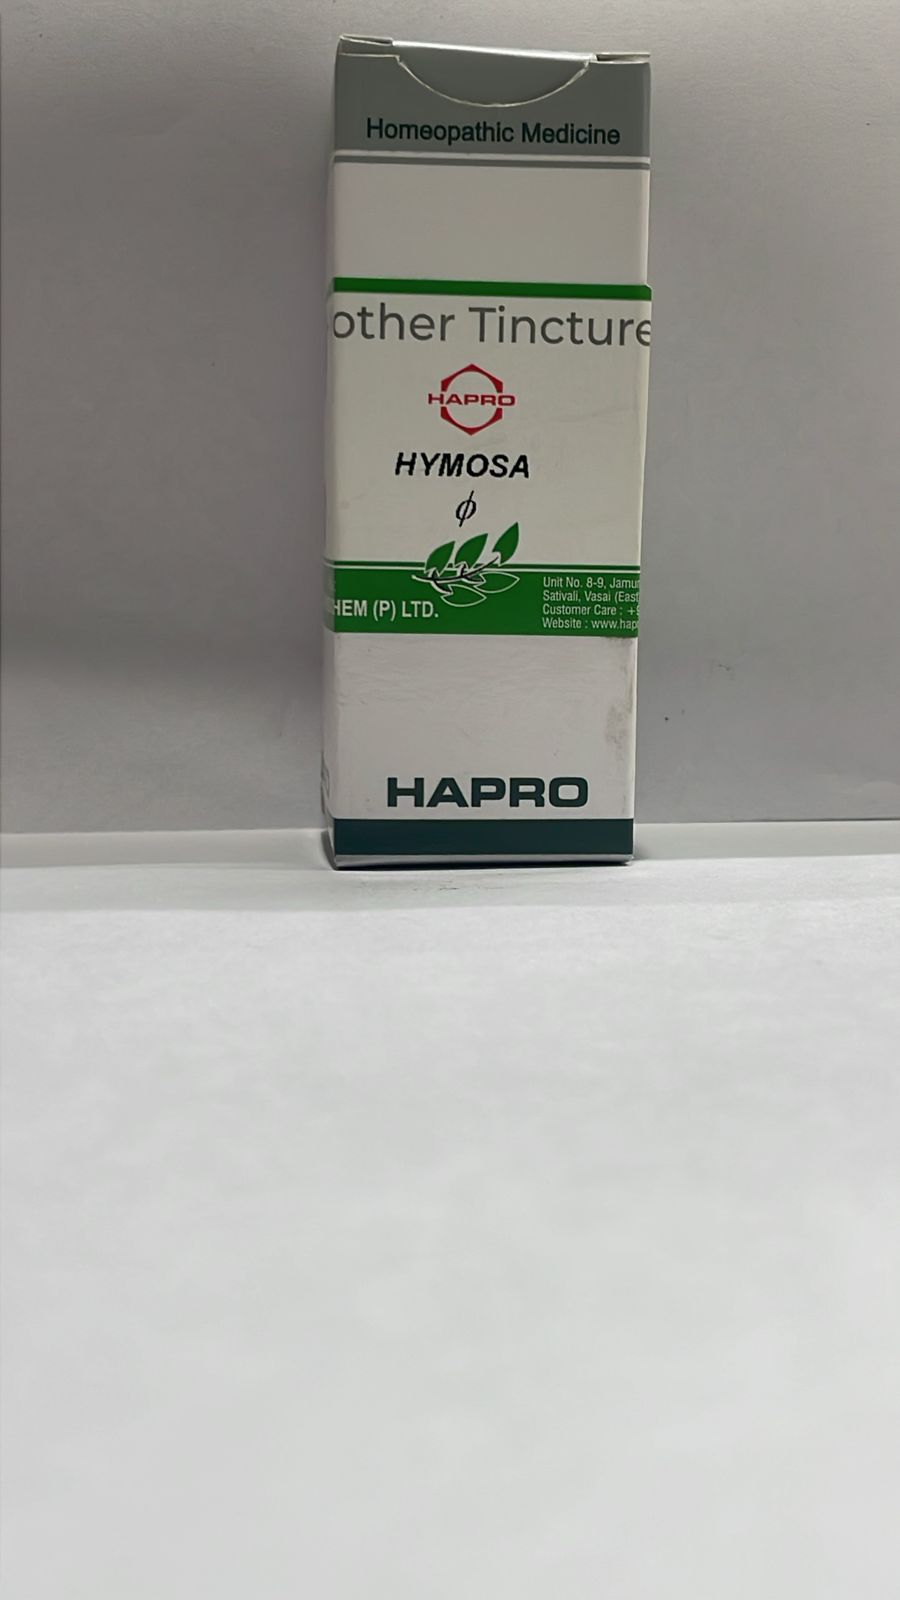 Homeopathic Medicine
other Tincture
HAPRO
HYMOSA
ϕ
HEM (P) LTD.
Unit No. 8-9, Jamu
Sativali, Vasai (East
Customer Care : +9
Website : www.hap
HAPRO